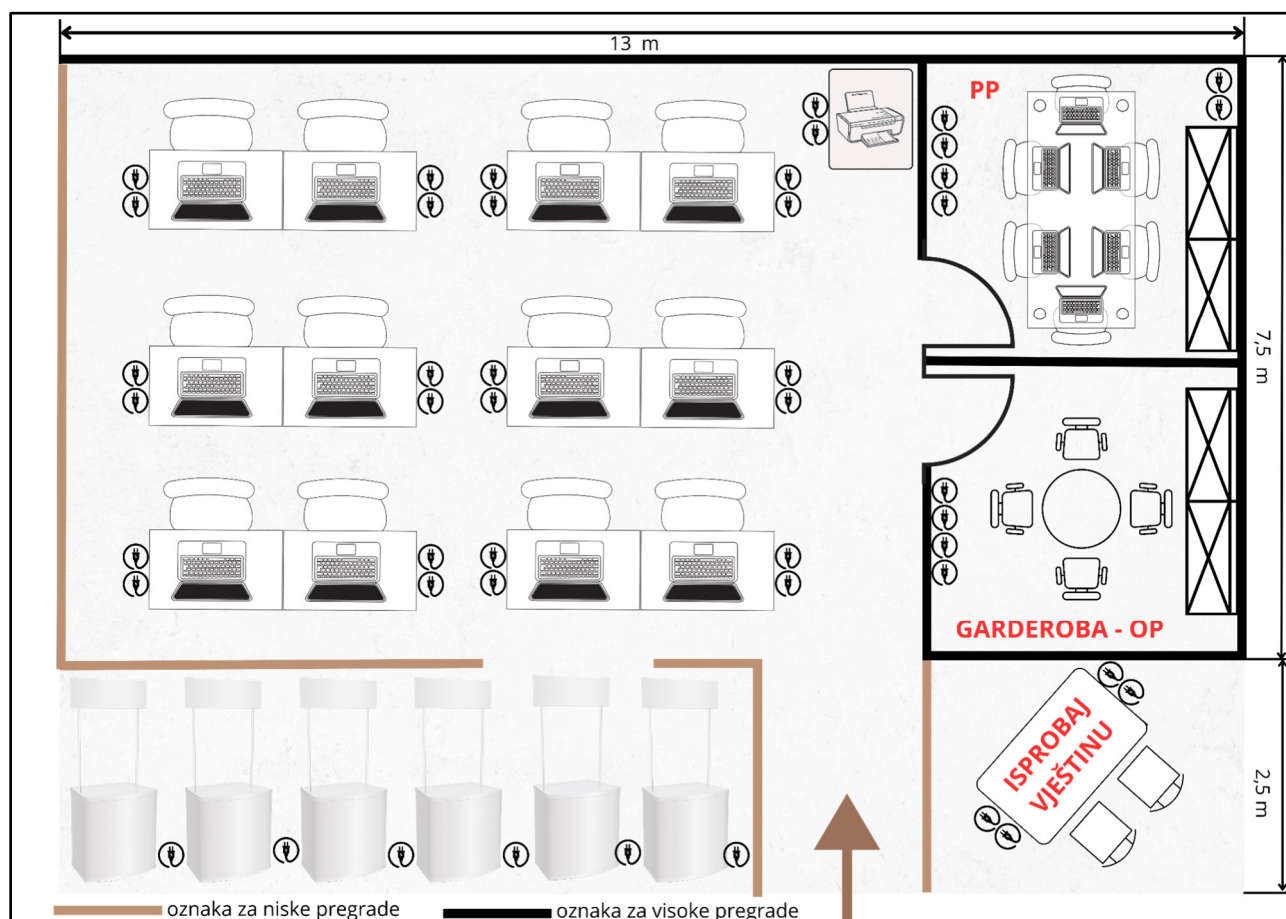 13 m
PP
7,5 m
GARDEROBA - OP
ISPROBAJ
VJEŠTINU
2,5 m
oznaka za niske pregrade
oznaka za visoke pregrade